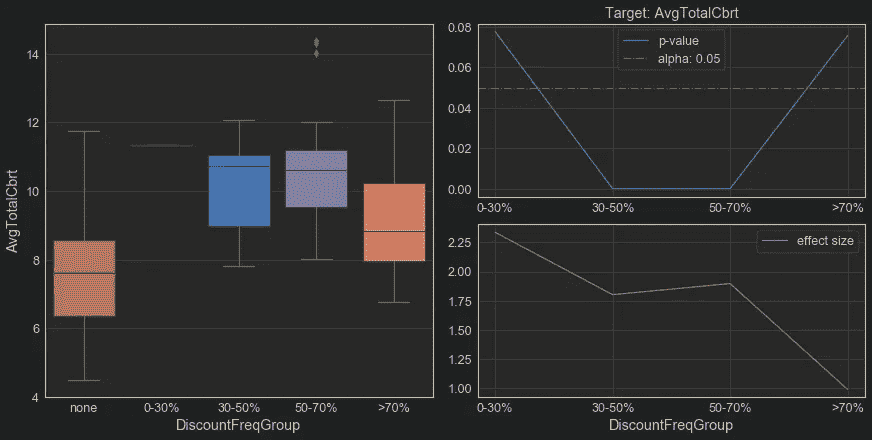 Target: AvgTotalCbrt
AvgTotalCbrt
14
12
10
8
6
4
none 0-30% 30-50% 50-70% >70%
DiscountFreqGroup
0.08
0.06
0.04
0.02
0.00
p-value
alpha: 0.05
0-30% 30-50% 50-70% >70%
2.25
2.00
1.75
1.50
1.25
1.00
effect size
0-30% 30-50% 50-70% >70%
DiscountFreqGroup